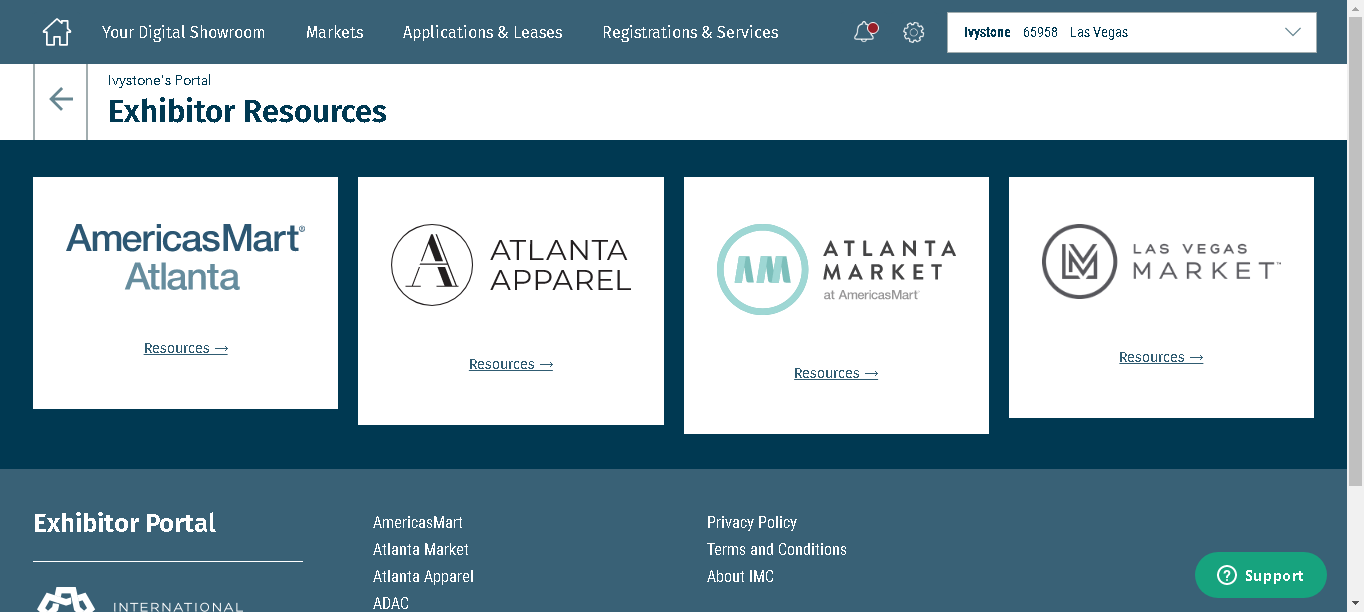 Your Digital Showroom
Markets
Applications & Leases
Registrations & Services
Ivystone 65958 Las Vegas
Ivystone's Portal
Exhibitor Resources
AmericasMart®
Atlanta
Resources →
ATLANTA
APPAREL
Resources →
ATLANTA
MARKET
at AmericasMart®
Resources →
LAS VEGAS
MARKET™
Resources →
Exhibitor Portal
INTERNATIONAL
AmericasMart
Atlanta Market
Atlanta Apparel
ADAC
Privacy Policy
Terms and Conditions
About IMC
Support